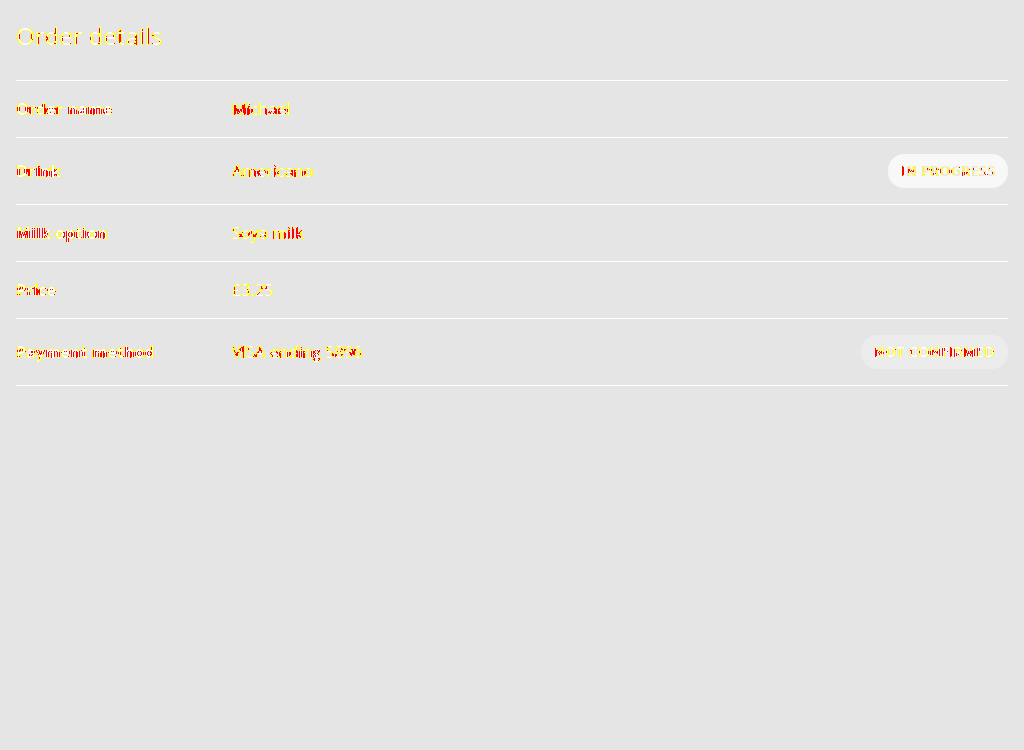 Order details
Order name Michael
Drink Americano IN PROGRESS
Milk option Soya milk
Price £3.25
Payment method VISA ending NOT CONFIRMED